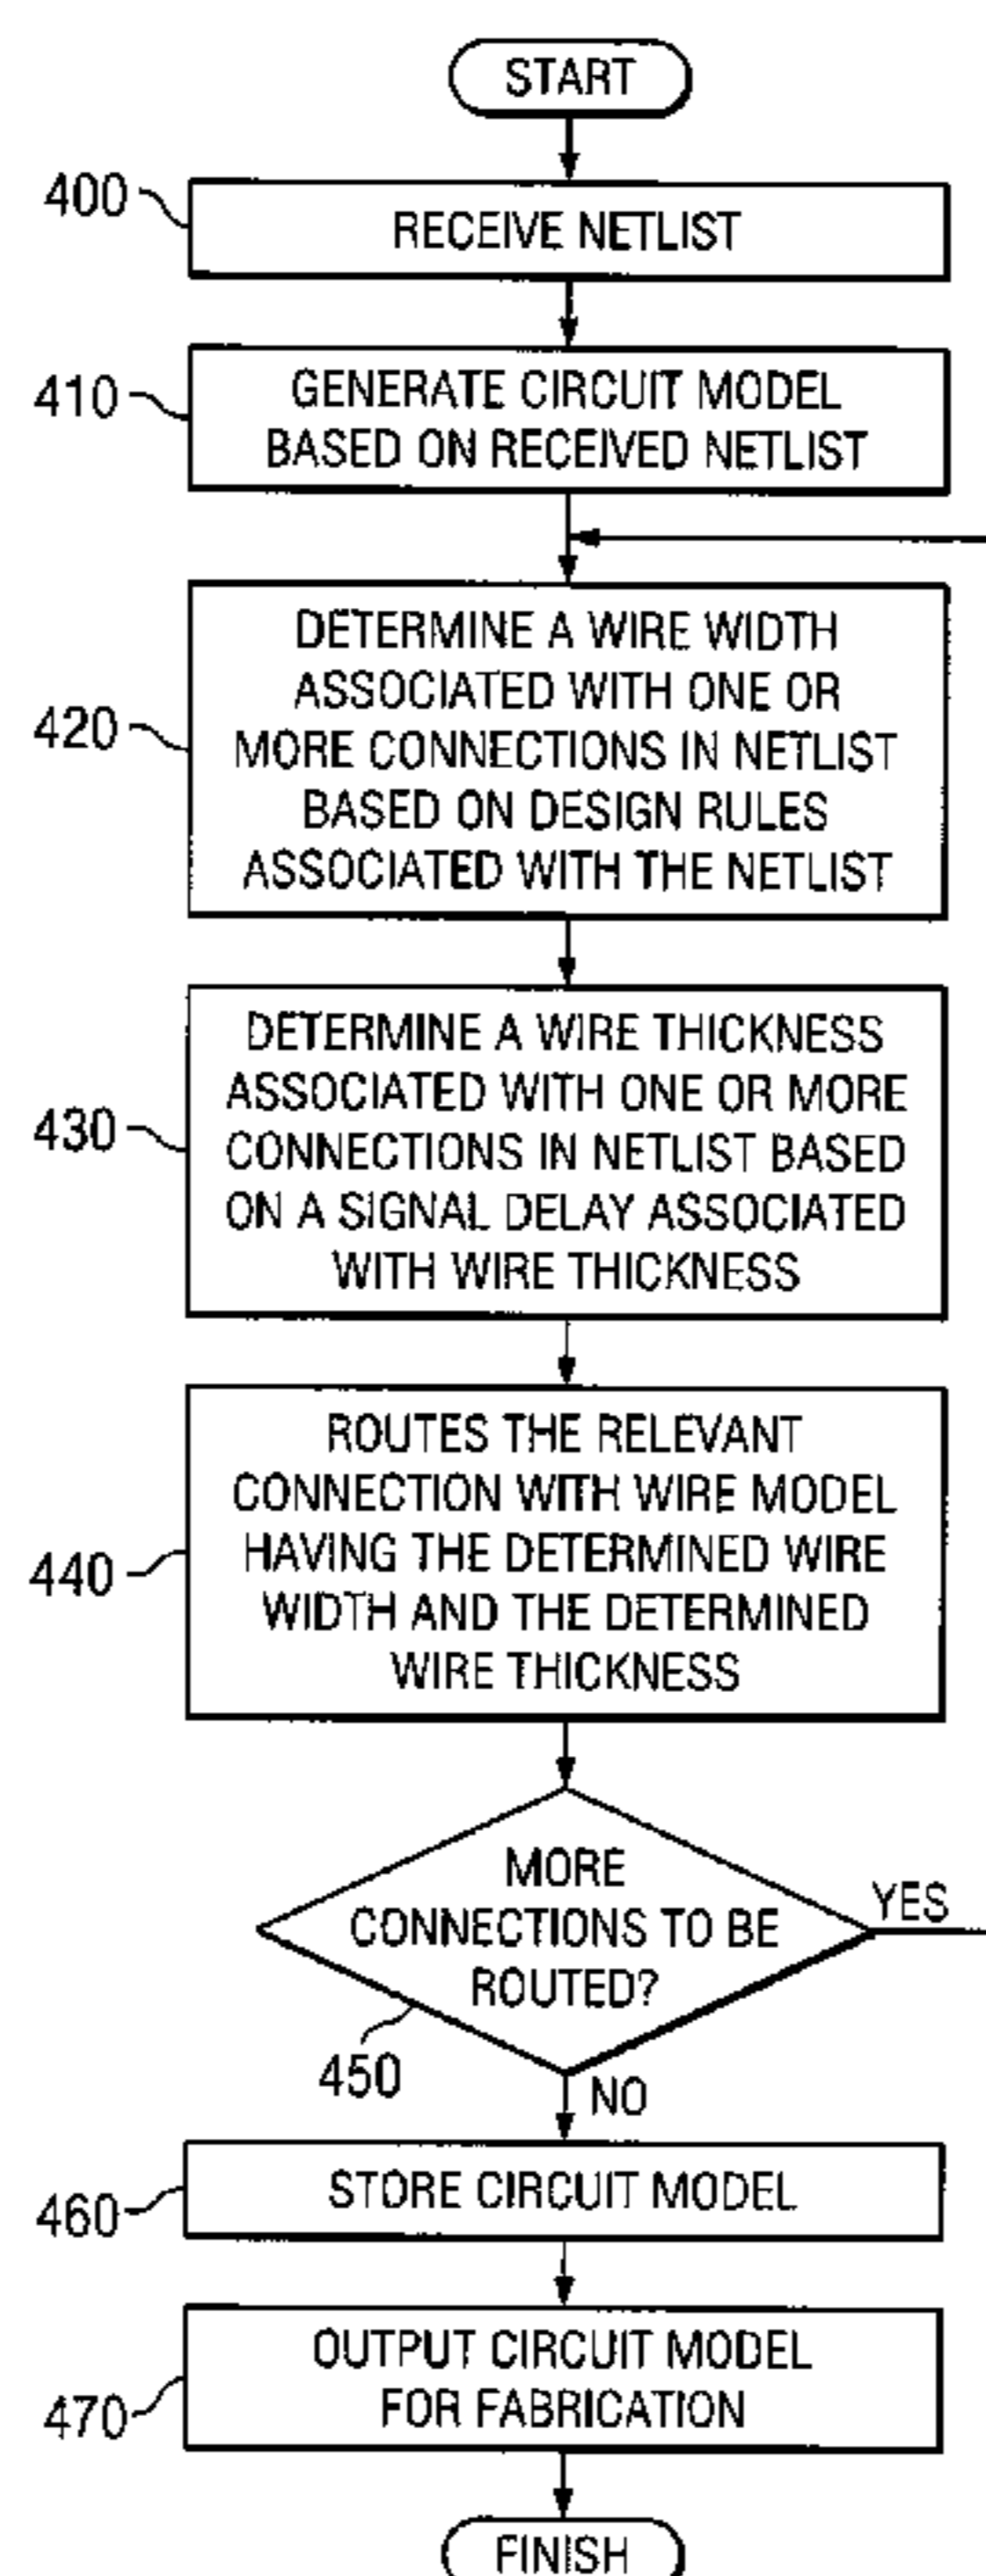 START
400
RECEIVE NETLIST
410
GENERATE CIRCUIT MODEL
BASED ON RECEIVED NETLIST
420
DETERMINE A WIRE WIDTH
ASSOCIATED WITH ONE OR
MORE CONNECTIONS IN NETLIST
BASED ON DESIGN RULES
ASSOCIATED WITH THE NETLIST
430
DETERMINE A WIRE THICKNESS
ASSOCIATED WITH ONE OR MORE
CONNECTIONS IN NETLIST BASED
ON A SIGNAL DELAY ASSOCIATED
WITH WIRE THICKNESS
440
ROUTES THE RELEVANT
CONNECTION WITH WIRE MODEL
HAVING THE DETERMINED WIRE
WIDTH AND THE DETERMINED
WIRE THICKNESS
MORE
CONNECTIONS TO BE
ROUTED?
YES
450
NO
460
STORE CIRCUIT MODEL
470
OUTPUT CIRCUIT MODEL
FOR FABRICATION
FINISH